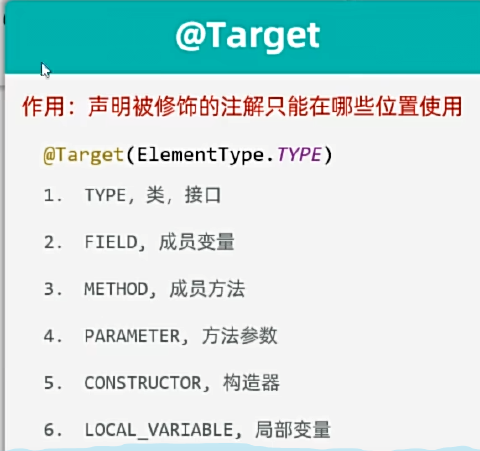 @Target
作用：声明被修饰的注解只能在哪些位置使用
@Target(ElementType.TYPE)
1. TYPE，类，接口
2. FIELD, 成员变量
3. METHOD, 成员方法
4. PARAMETER, 方法参数
5. CONSTRUCTOR, 构造器
6. LOCAL_VARIABLE, 局部变量